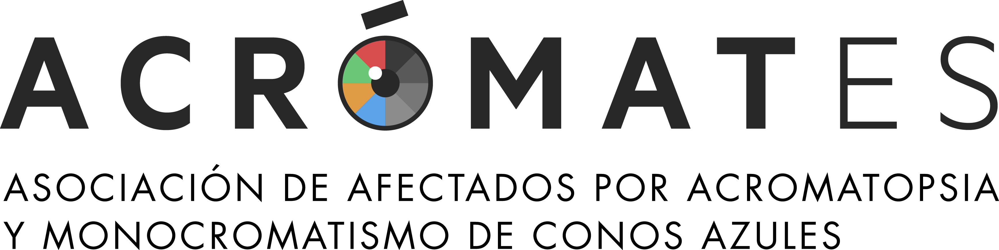 ACRÓMATES
ASOCIACIÓN DE AFECTADOS POR ACROMATOPSIA
Y MONOCROMATISMO DE CONOS AZULES